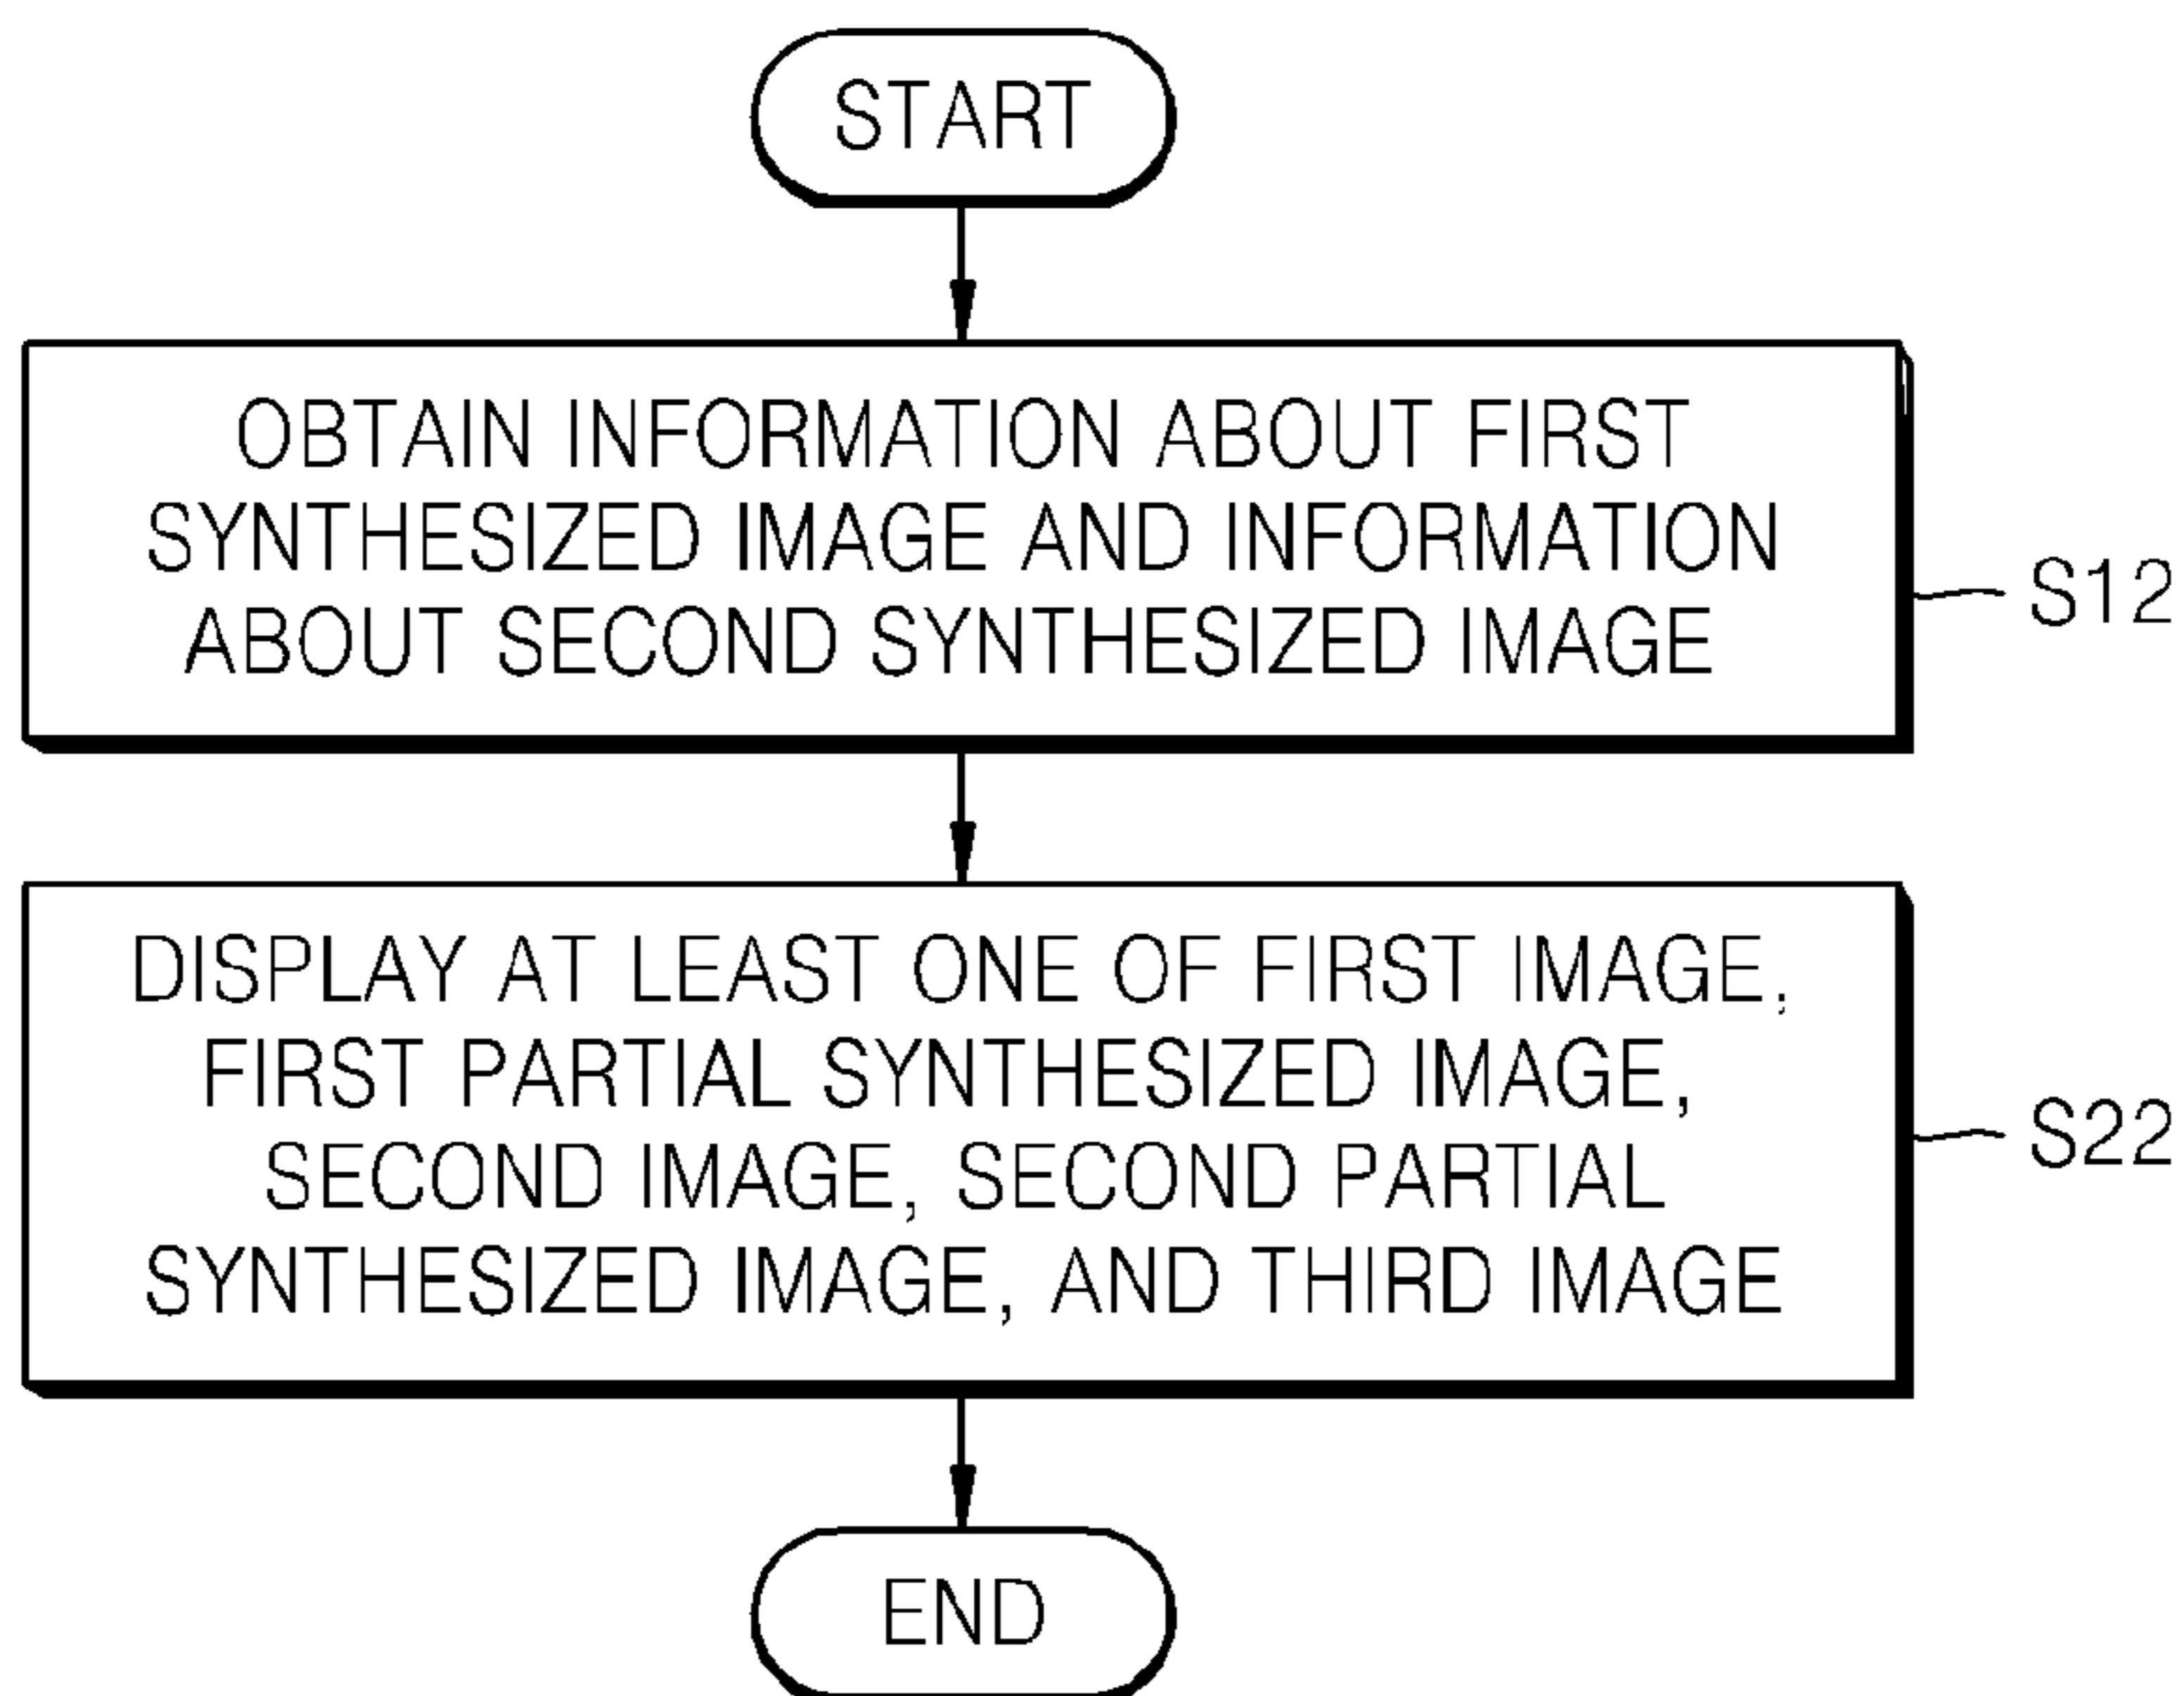 START
OBTAIN INFORMATION ABOUT FIRST
SYNTHESIZED IMAGE AND INFORMATION
ABOUT SECOND SYNTHESIZED IMAGE
S12
DISPLAY AT LEAST ONE OF FIRST IMAGE,
FIRST PARTIAL SYNTHESIZED IMAGE,
SECOND IMAGE, SECOND PARTIAL
SYNTHESIZED IMAGE, AND THIRD IMAGE
S22
END